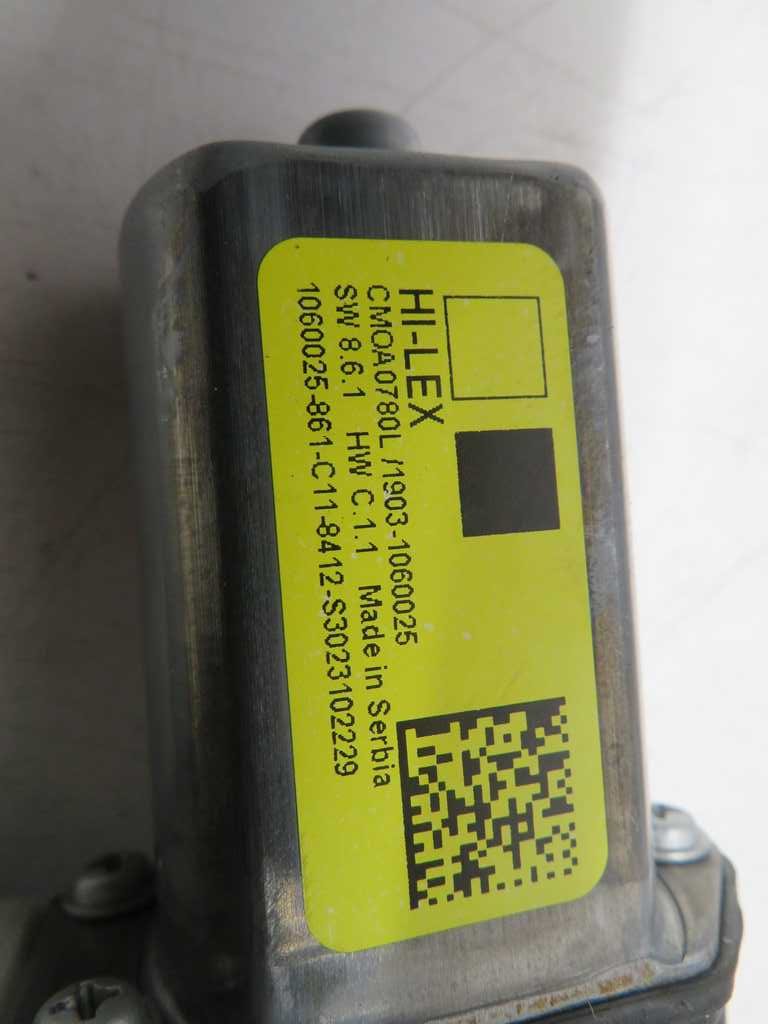 HI-LEX
CMOA0780L /1903-1060025
SW 8.6.1 HW C.1.1 Made in Serbia
1060025-861-C11-8412-S3023102229